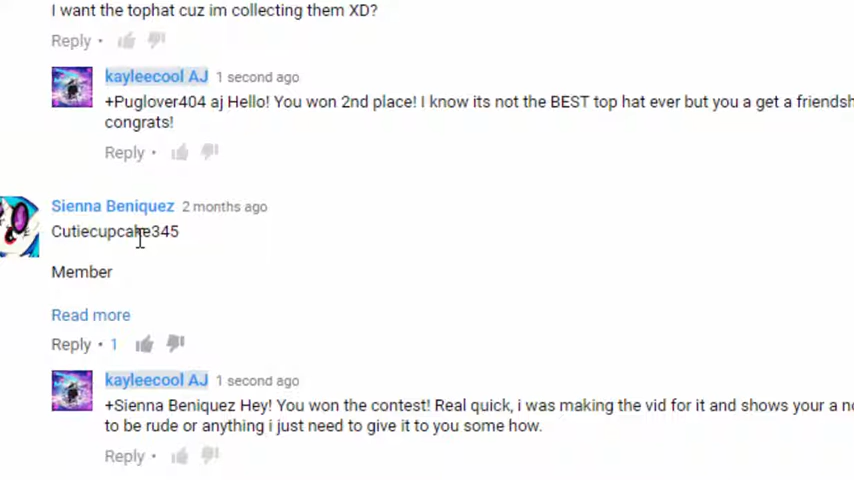 I want the tophat cuz im collecting them XD?
Reply •
kayleecool AJ 1 second ago
+Puglover404 aj Hello! You won 2nd place! I know its not the BEST top hat ever but you a get a
congrats!
Reply •
Sienna Beniquez 2 months ago
Cutiecupcake345
Member
Read more
Reply • 1
kayleecool AJ 1 second ago
+Sienna Beniquez Hey! You won the contest! Real quick, i was making the vid for it and shows your a
to be rude or anything i just need to give it to you some how.
Reply •